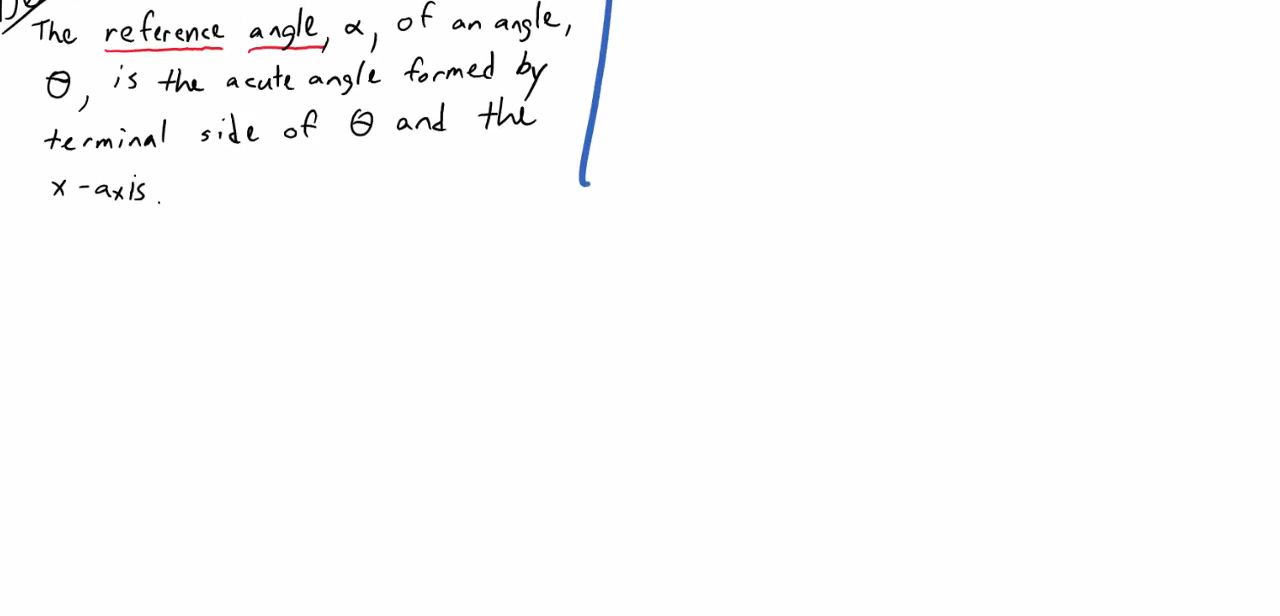 The reference angle, α, of an angle,
θ, is the acute angle formed by
terminal side of θ and the
x-axis.